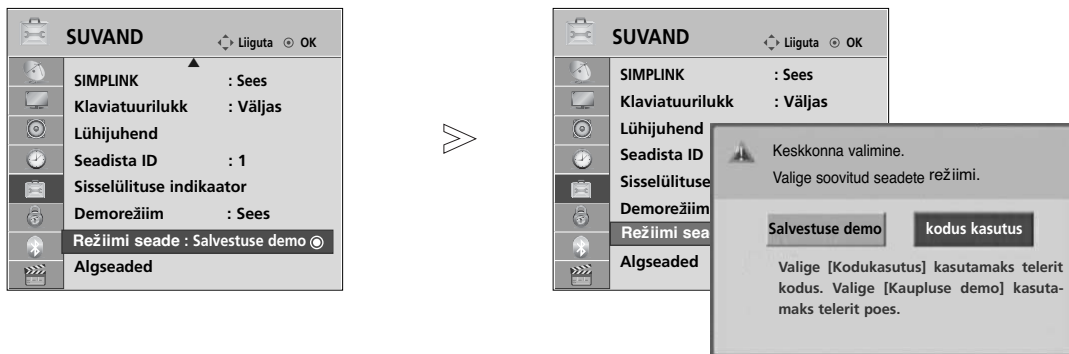 SUVAND
Liiguta OK
SIMPLINK : Sees
Klaviatuurilukk : Väljas
Lühijuhend
Seadista ID : 1
Sisselülituse indikaator
Demorežiim : Sees
Režiimi seade : Salvestuse demo
Algseaded
SUVAND
Liiguta OK
SIMPLINK : Sees
Klaviatuurilukk : Väljas
Lühijuhend
Seadista ID
Sisselülituse
Demorežiim
Režiimi sea
Algseaded
Keskkonna valimine.
Valige soovitud seadete režiimi.
Salvestuse demo kodus kasutus
Valige [Kodukasutus] kasutamaks telerit
kodus. Valige [Kaupluse demo] kasuta-
maks telerit poes.